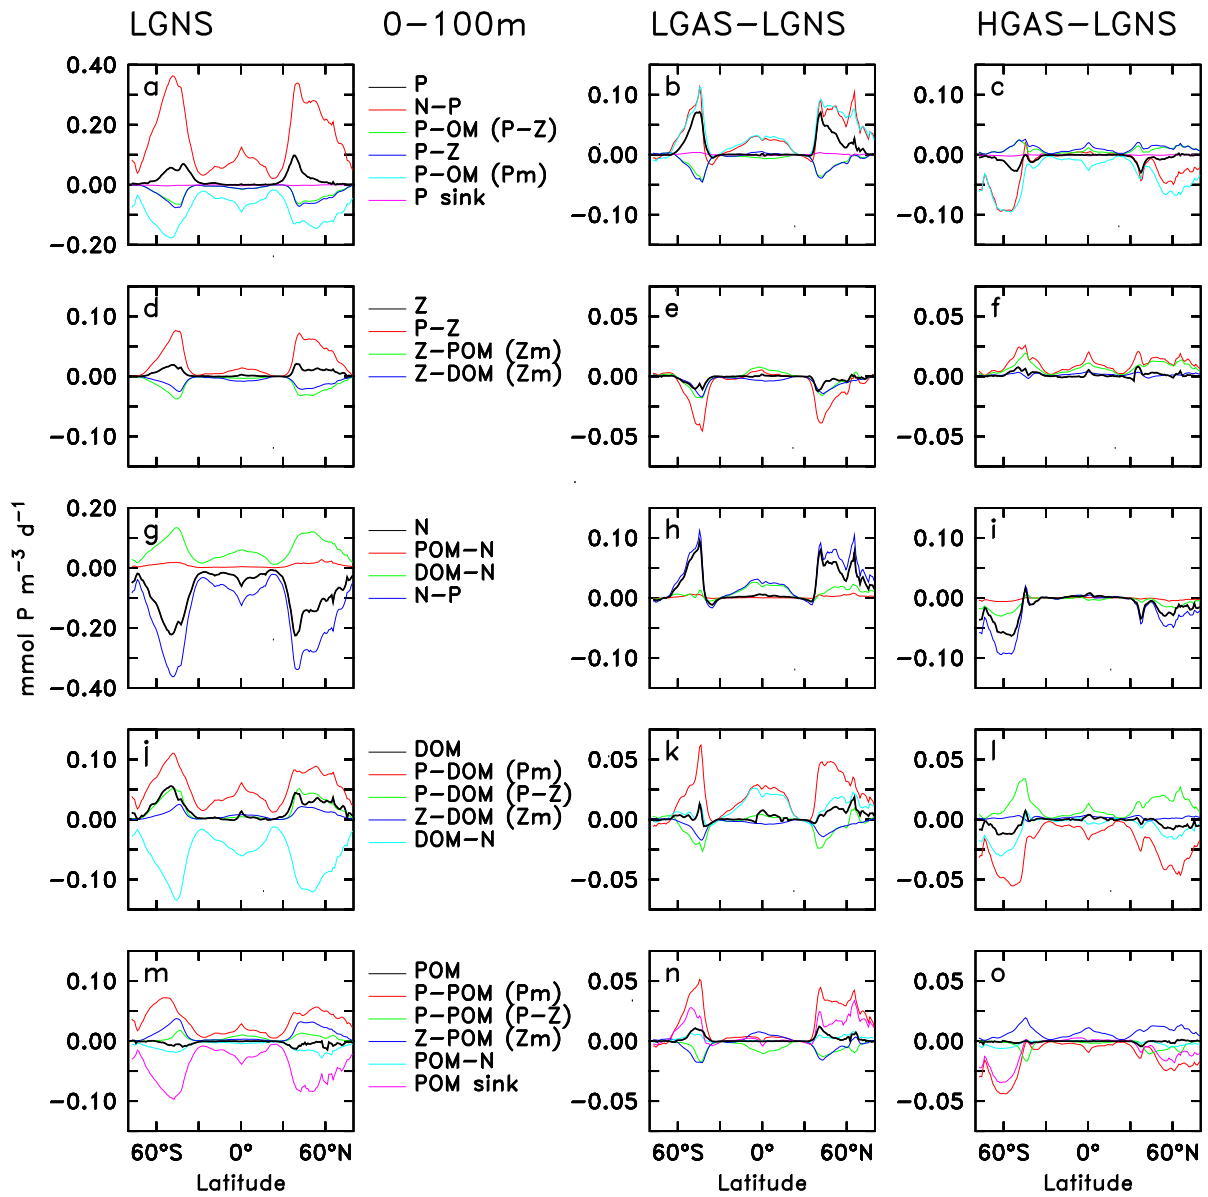 LGNS 0−100m LGAS−LGNS HGAS−LGNS
0.40
0.20
0.00
−0.20
a
P
N−P
P−OM (P−Z)
P−Z
P−OM (Pm)
P sink
0.10
0.00
−0.10
b
0.10
0.00
−0.10
c
0.10
0.00
−0.10
d
Z
P−Z
Z−POM (Zm)
Z−DOM (Zm)
0.05
0.00
−0.05
e
0.05
0.00
−0.05
f
mmol P m⁻³ d⁻¹
0.20
0.00
−0.20
−0.40
g
N
POM−N
DOM−N
N−P
0.10
0.00
−0.10
h
0.10
0.00
−0.10
i
0.10
0.00
−0.10
j
DOM
P−DOM (Pm)
P−DOM (P−Z)
Z−DOM (Zm)
DOM−N
0.05
0.00
−0.05
k
0.05
0.00
−0.05
l
0.10
0.00
−0.10
m
POM
P−POM (Pm)
P−POM (P−Z)
Z−POM (Zm)
POM−N
POM sink
0.05
0.00
−0.05
n
0.05
0.00
−0.05
o
60°S 0° 60°N
Latitude
60°S 0° 60°N
Latitude
60°S 0° 60°N
Latitude